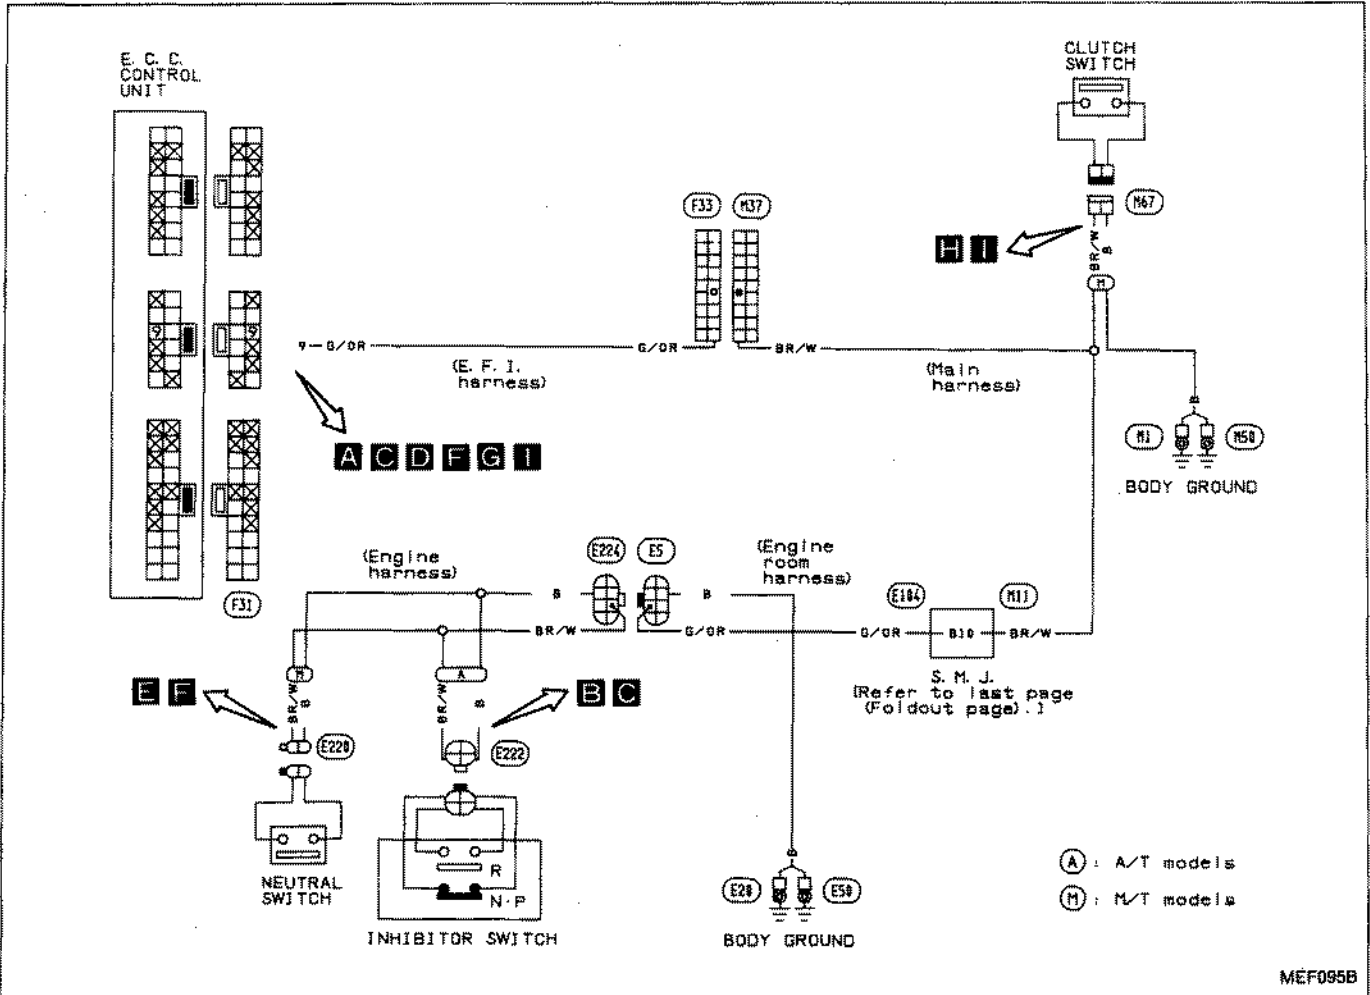 E. C. C.
CONTROL
UNIT
CLUTCH
SWITCH
F33
M37
M67
H I
BR/W
B
M
9
9
9
G/OR
(E. F. I.
harness)
G/OR
BR/W
(Main
harness)
A C D F G I
B
M1
M50
BODY GROUND
(Engine
harness)
E224
E5
(Engine
room
harness)
F31
B
B
E104
M11
BR/W
G/OR
G/OR
B10
BR/W
S. M. J.
(Refer to last page
(Foldout page).)
M
A
E F
B C
BR/W
B
BR/W
B
E220
E222
NEUTRAL
SWITCH
R
N·P
INHIBITOR SWITCH
B
E28
E50
BODY GROUND
A : A/T models
M : M/T models
MEF095B